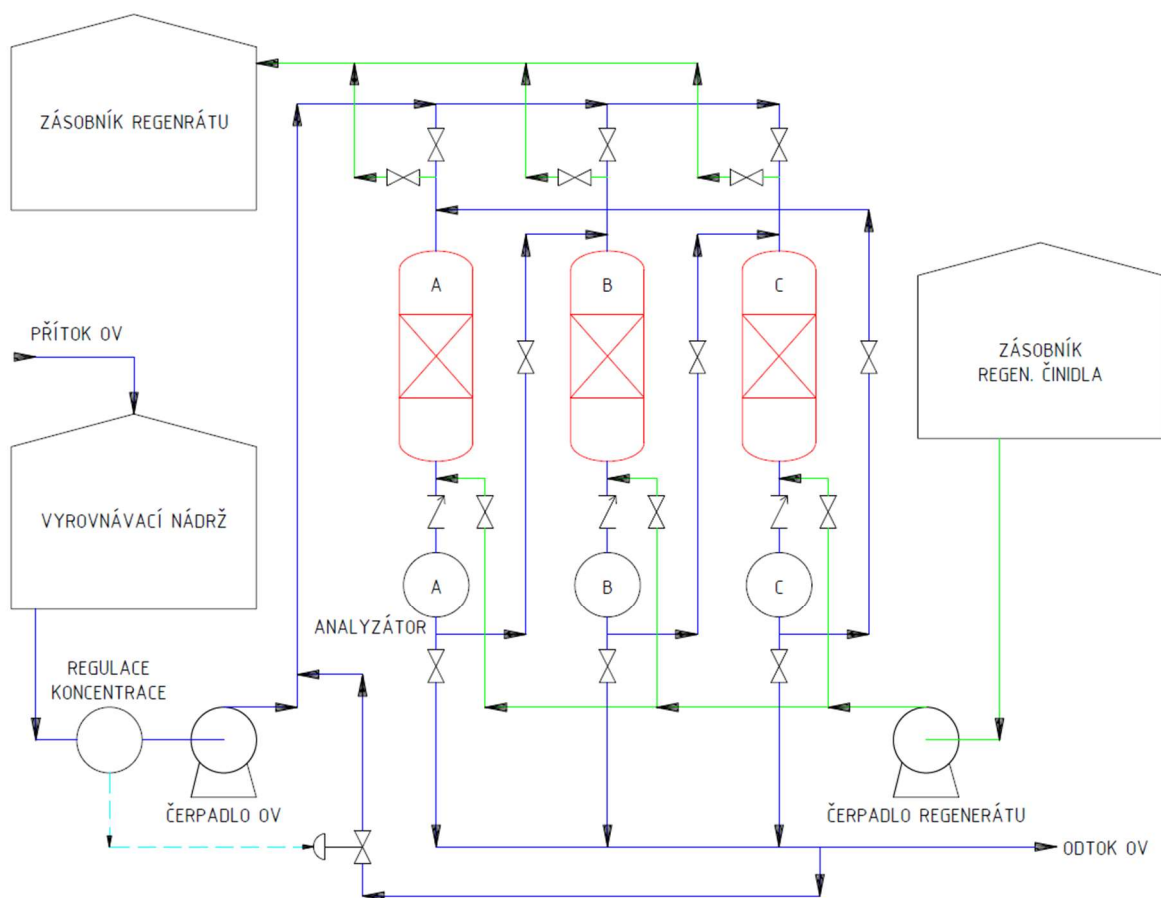 ZÁSOBNÍK REGENRÁTU
A
B
C
PŘÍTOK OV
ZÁSOBNÍK
REGEN. ČINIDLA
VYROVNÁVACÍ NÁDRŽ
A
B
C
ANALYZÁTOR
REGULACE
KONCENTRACE
ČERPADLO OV
ČERPADLO REGENERÁTU
ODTOK OV